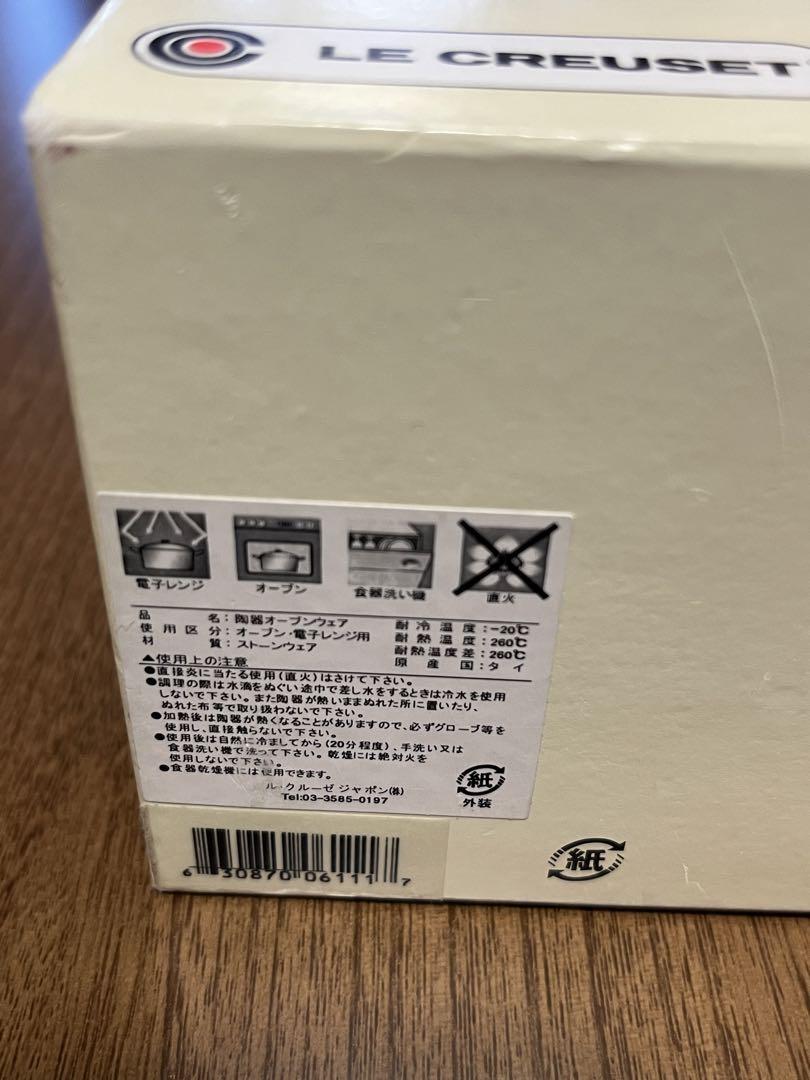 LE CREUSET
電子レンジ
オーブン
食器洗い機
直火
品名：陶器オーブンウェア
使用区分：オーブン・電子レンジ用
材質：ストーンウェア
耐冷温度：-20℃
耐熱温度：260℃
耐熱温度差：260℃
原産国：タイ
▲使用上の注意
●直接炎に当たる使用(直火)はさけて下さい。
●調理の際は水滴をぬぐい途中で差し水をするときは冷水を使用
しないで下さい。また陶器が熱いままぬれた所に置いたり、
ぬれた布等で取り扱わないで下さい。
●加熱後は陶器が熱くなることがありますので、必ずグローブ等を
使用し、直接触らないで下さい。
●使用後は自然に冷ましてから(20分程度)、手洗い又は
食器洗い機で洗って下さい。乾燥には絶対火を
使用しないで下さい。
●食器乾燥機には使用できます。
ル・クルーゼ ジャポン(株)
Tel:03-3585-0197
紙
外装
6 30870 06111 7
紙